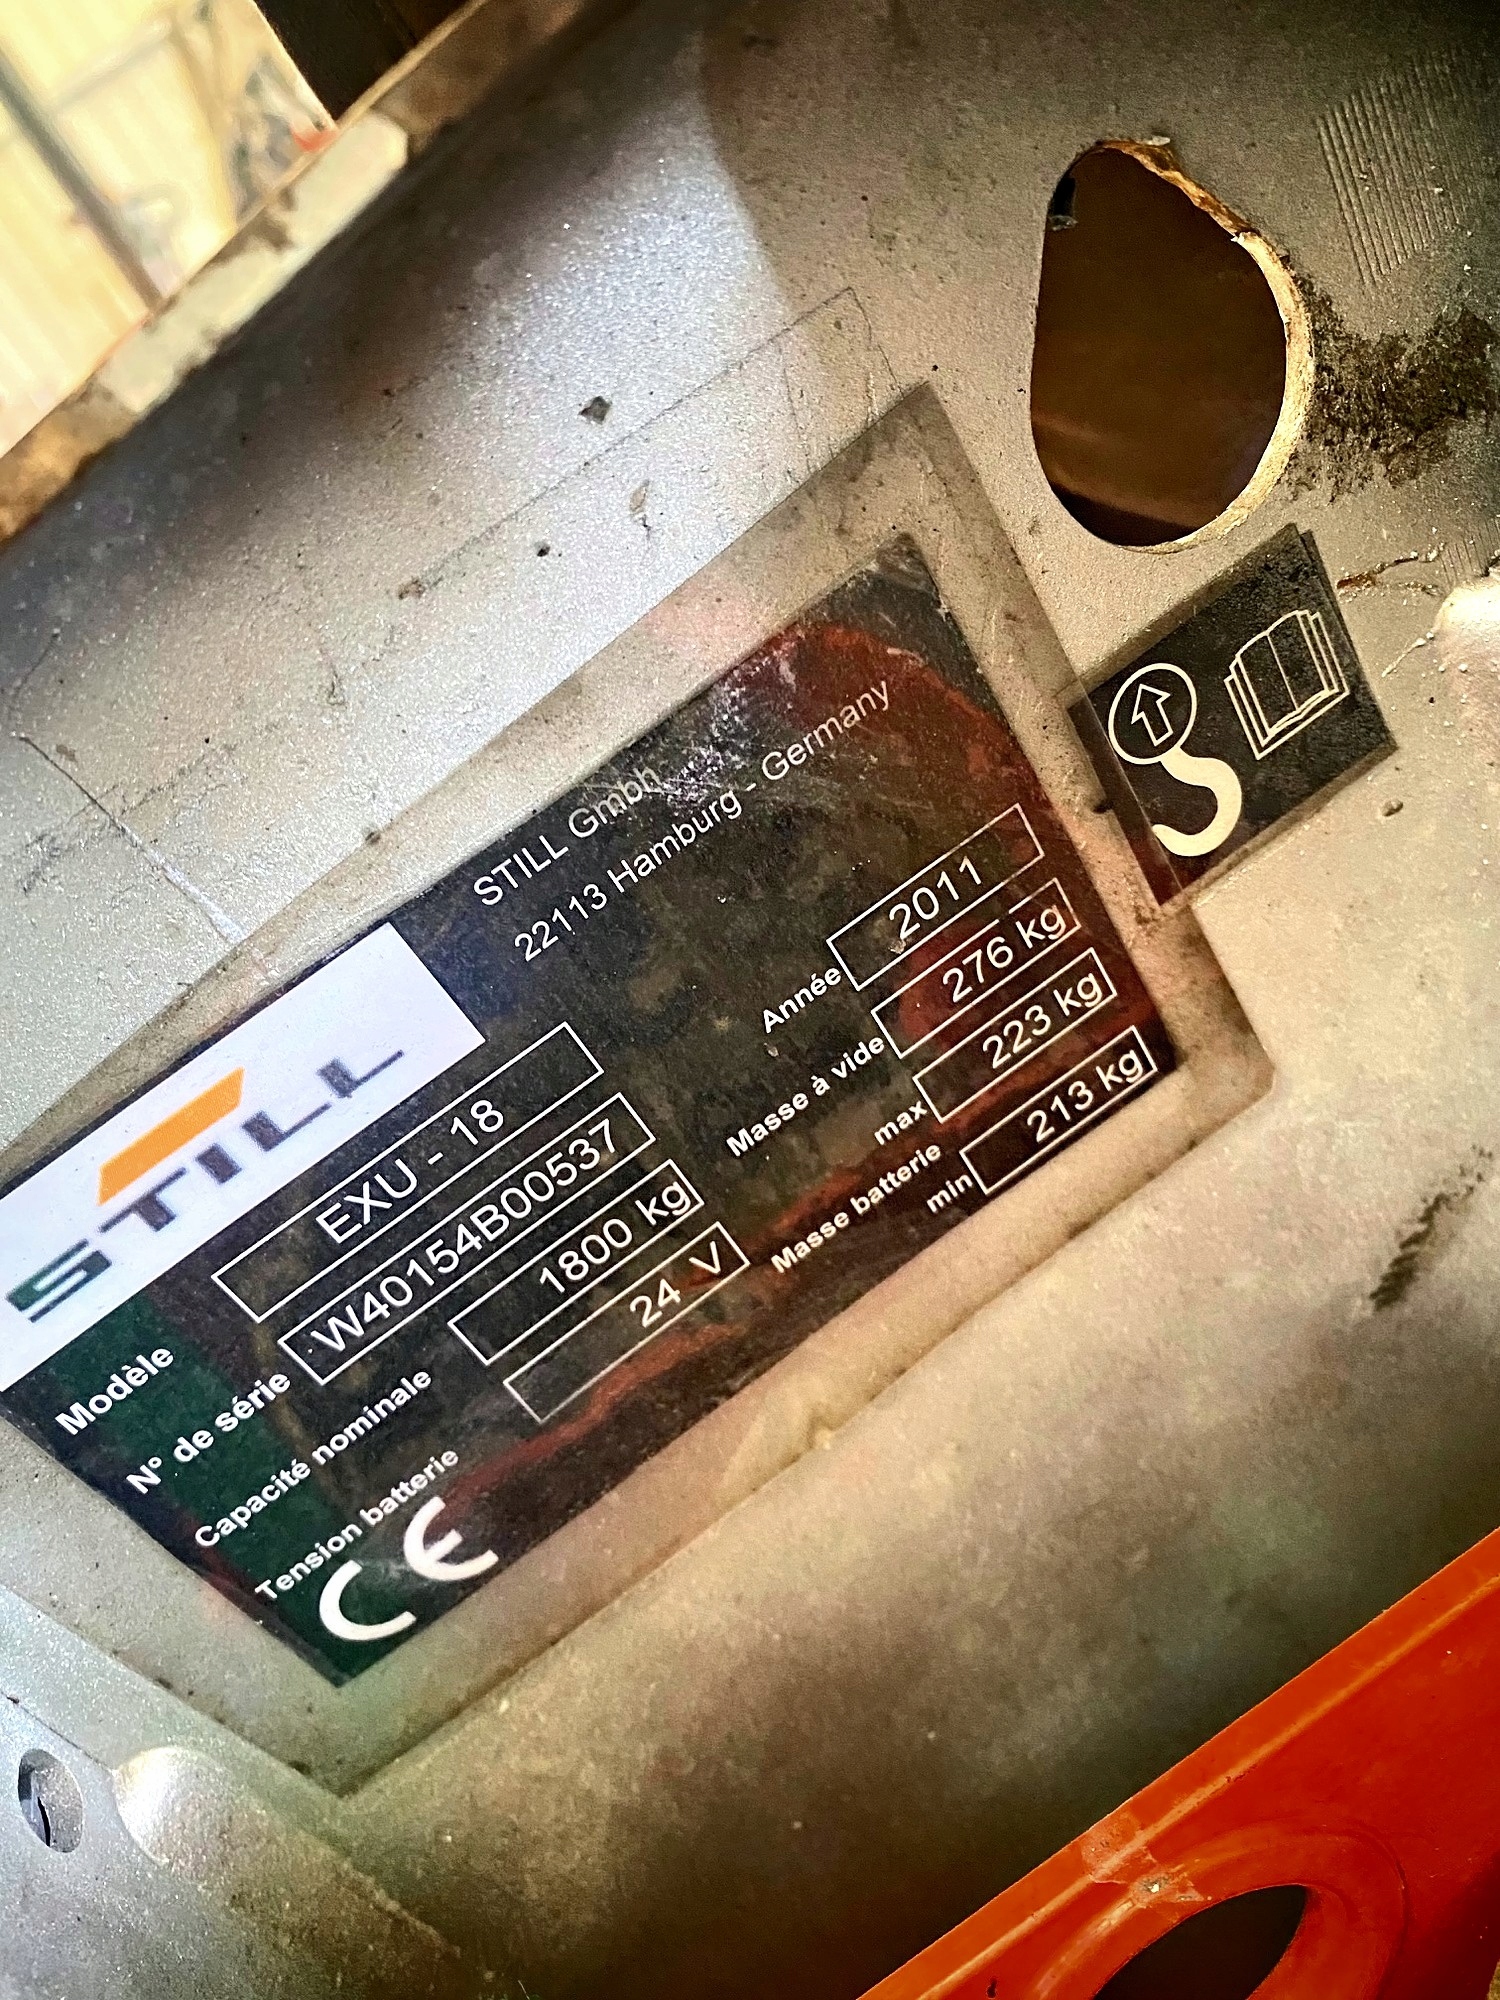 STILL
STILL Gmbh
22113 Hamburg - Germany
Modèle EXU - 18
N° de série W40154B00537
Capacité nominale 1800 kg
Tension batterie 24 V
Année 2011
Masse à vide 276 kg
max 223 kg
Masse batterie
min 213 kg
CE